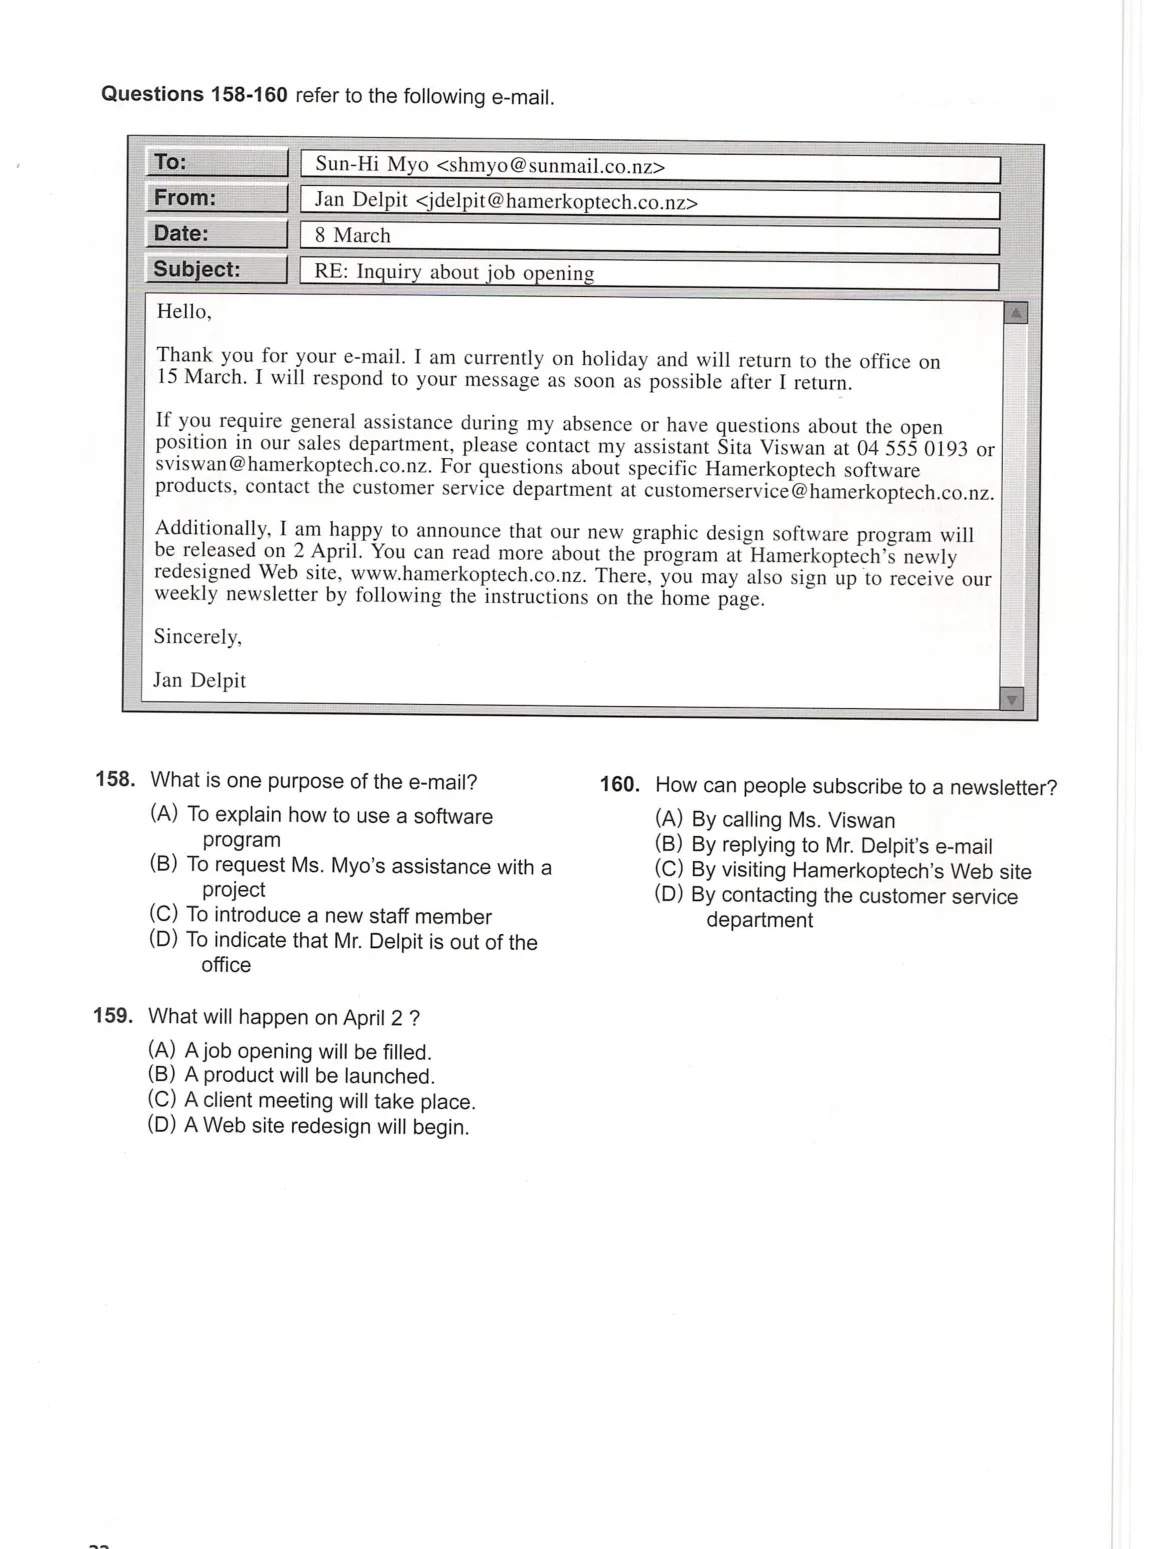 Questions 158-160 refer to the following e-mail.
To: Sun-Hi Myo <shmyo@sunmail.co.nz>
From: Jan Delpit <jdelpit@hamerkoptech.co.nz>
Date: 8 March
Subject: RE: Inquiry about job opening
Hello,
Thank you for your e-mail. I am currently on holiday and will return to the office on
15 March. I will respond to your message as soon as possible after I return.
If you require general assistance during my absence or have questions about the open
position in our sales department, please contact my assistant Sita Viswan at 04 555 0193 or
sviswan@hamerkoptech.co.nz. For questions about specific Hamerkoptech software
products, contact the customer service department at customerservice@hamerkoptech.co.nz.
Additionally, I am happy to announce that our new graphic design software program will
be released on 2 April. You can read more about the program at Hamerkoptech's newly
redesigned Web site, www.hamerkoptech.co.nz. There, you may also sign up to receive our
weekly newsletter by following the instructions on the home page.
Sincerely,
Jan Delpit
158. What is one purpose of the e-mail?
(A) To explain how to use a software
program
(B) To request Ms. Myo's assistance with a
project
(C) To introduce a new staff member
(D) To indicate that Mr. Delpit is out of the
office
159. What will happen on April 2 ?
(A) A job opening will be filled.
(B) A product will be launched.
(C) A client meeting will take place.
(D) A Web site redesign will begin.
160. How can people subscribe to a newsletter?
(A) By calling Ms. Viswan
(B) By replying to Mr. Delpit's e-mail
(C) By visiting Hamerkoptech's Web site
(D) By contacting the customer service
department